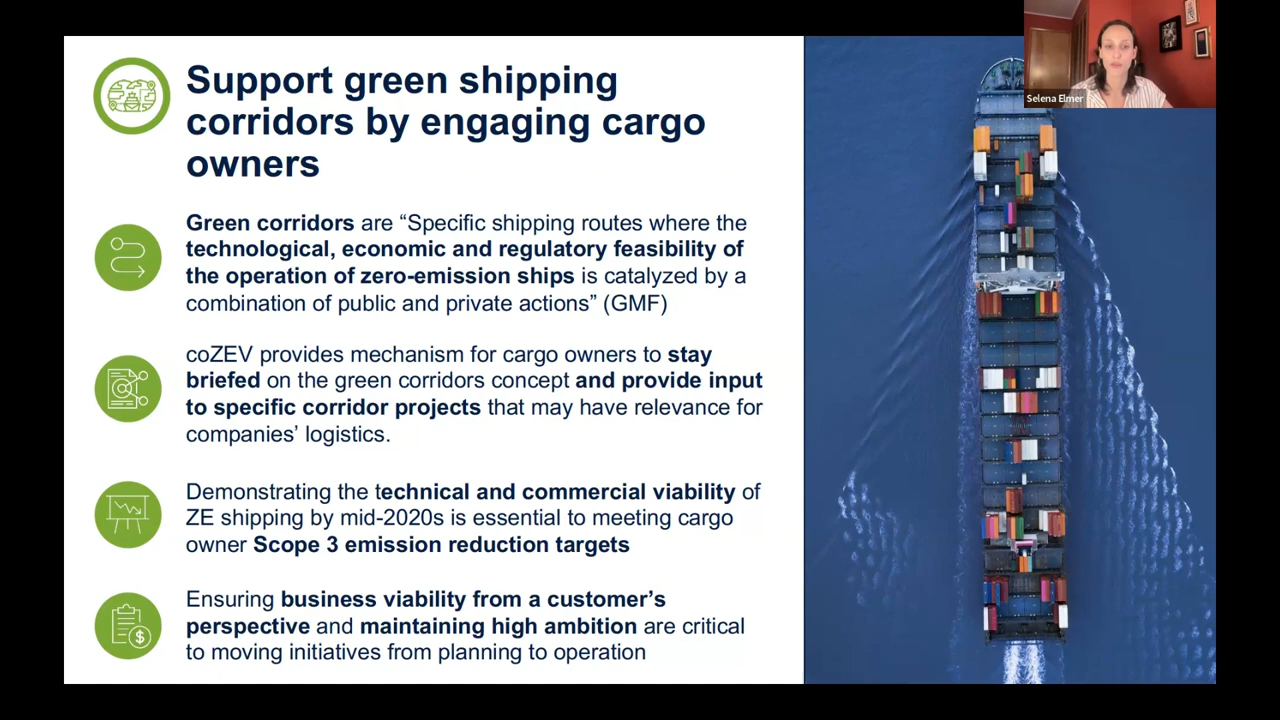 Support green shipping
corridors by engaging cargo
owners
Green corridors are “Specific shipping routes where the
technological, economic and regulatory feasibility of
the operation of zero-emission ships is catalyzed by a
combination of public and private actions” (GMF)
coZEV provides mechanism for cargo owners to stay
briefed on the green corridors concept and provide input
to specific corridor projects that may have relevance for
companies’ logistics.
Demonstrating the technical and commercial viability of
ZE shipping by mid-2020s is essential to meeting cargo
owner Scope 3 emission reduction targets
Ensuring business viability from a customer’s
perspective and maintaining high ambition are critical
to moving initiatives from planning to operation
$
Selena Elmer